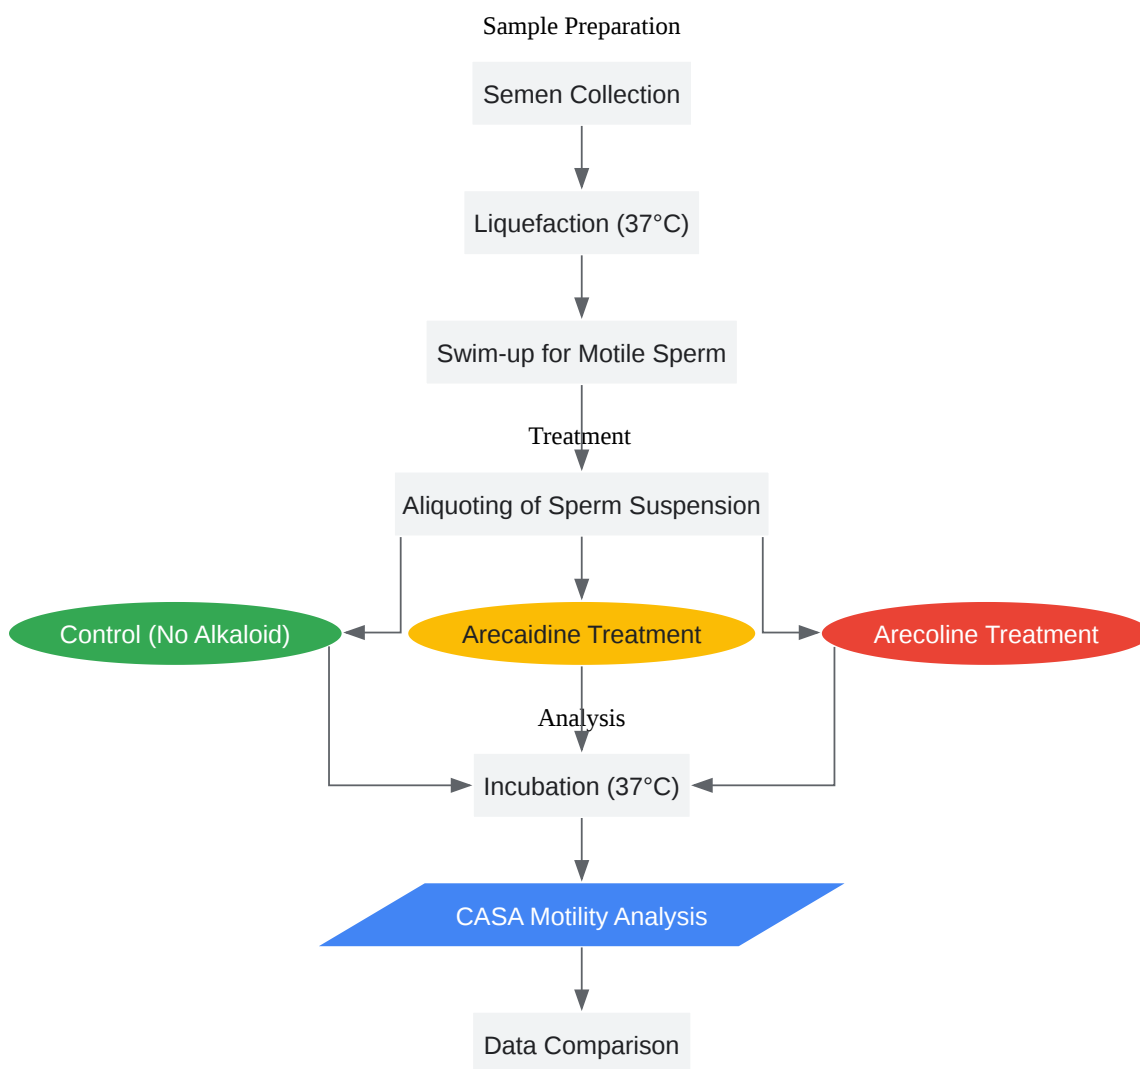 Sample Preparation
Semen Collection
Liquefaction (37°C)
Swim-up for Motile Sperm
Treatment
Aliquoting of Sperm Suspension
Control (No Alkaloid)
Arecaidine Treatment
Arecoline Treatment
Analysis
Incubation (37°C)
CASA Motility Analysis
Data Comparison